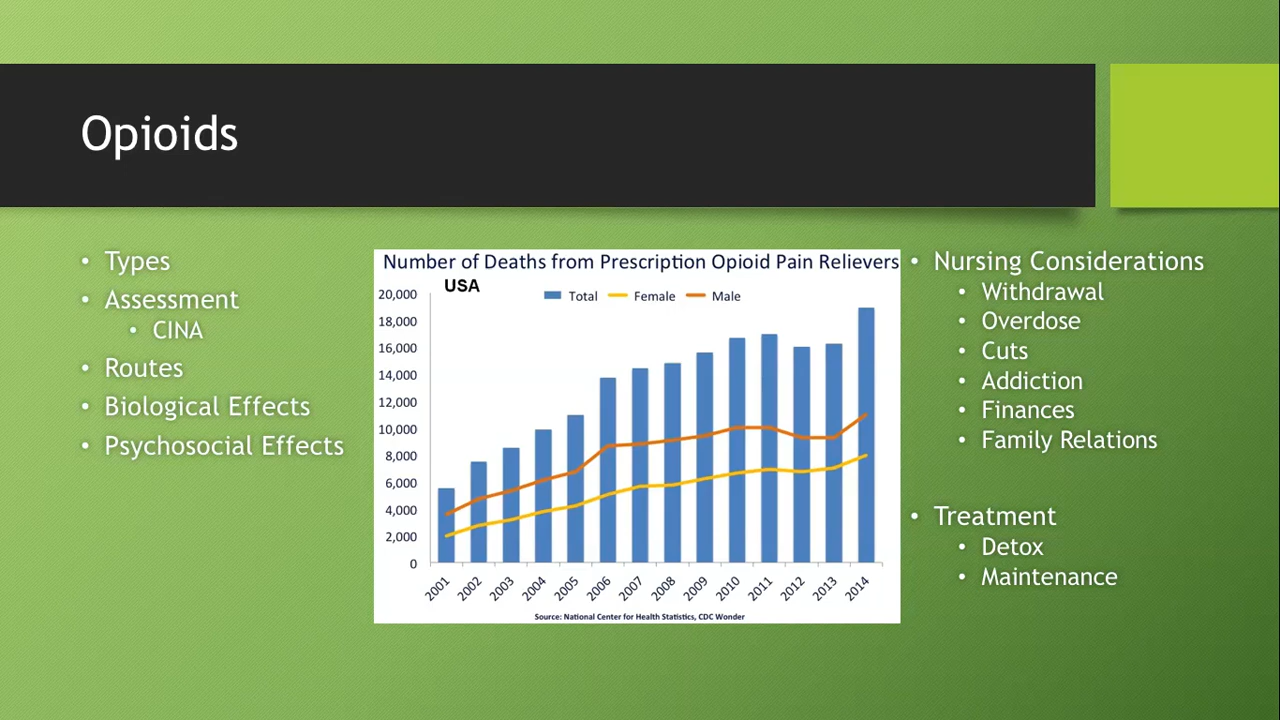 Opioids
• Types
• Assessment
• CINA
• Routes
• Biological Effects
• Psychosocial Effects
Number of Deaths from Prescription Opioid Pain Relievers
USA
Total Female Male
20,000
18,000
16,000
14,000
12,000
10,000
8,000
6,000
4,000
2,000
0
2001 2002 2003 2004 2005 2006 2007 2008 2009 2010 2011 2012 2013 2014
Source: National Center for Health Statistics, CDC Wonder
• Nursing Considerations
• Withdrawal
• Overdose
• Cuts
• Addiction
• Finances
• Family Relations
• Treatment
• Detox
• Maintenance